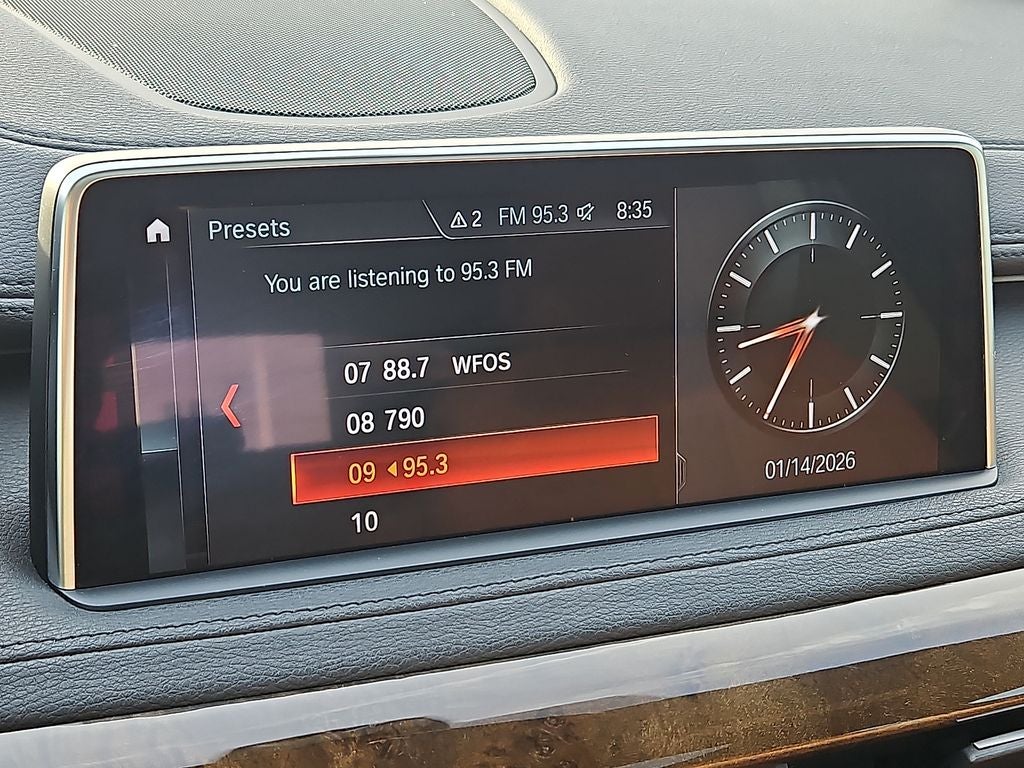 Presets
2 FM 95.3 8:35
You are listening to 95.3 FM
07 88.7 WFOS
08 790
09 95.3
10
01/14/2026